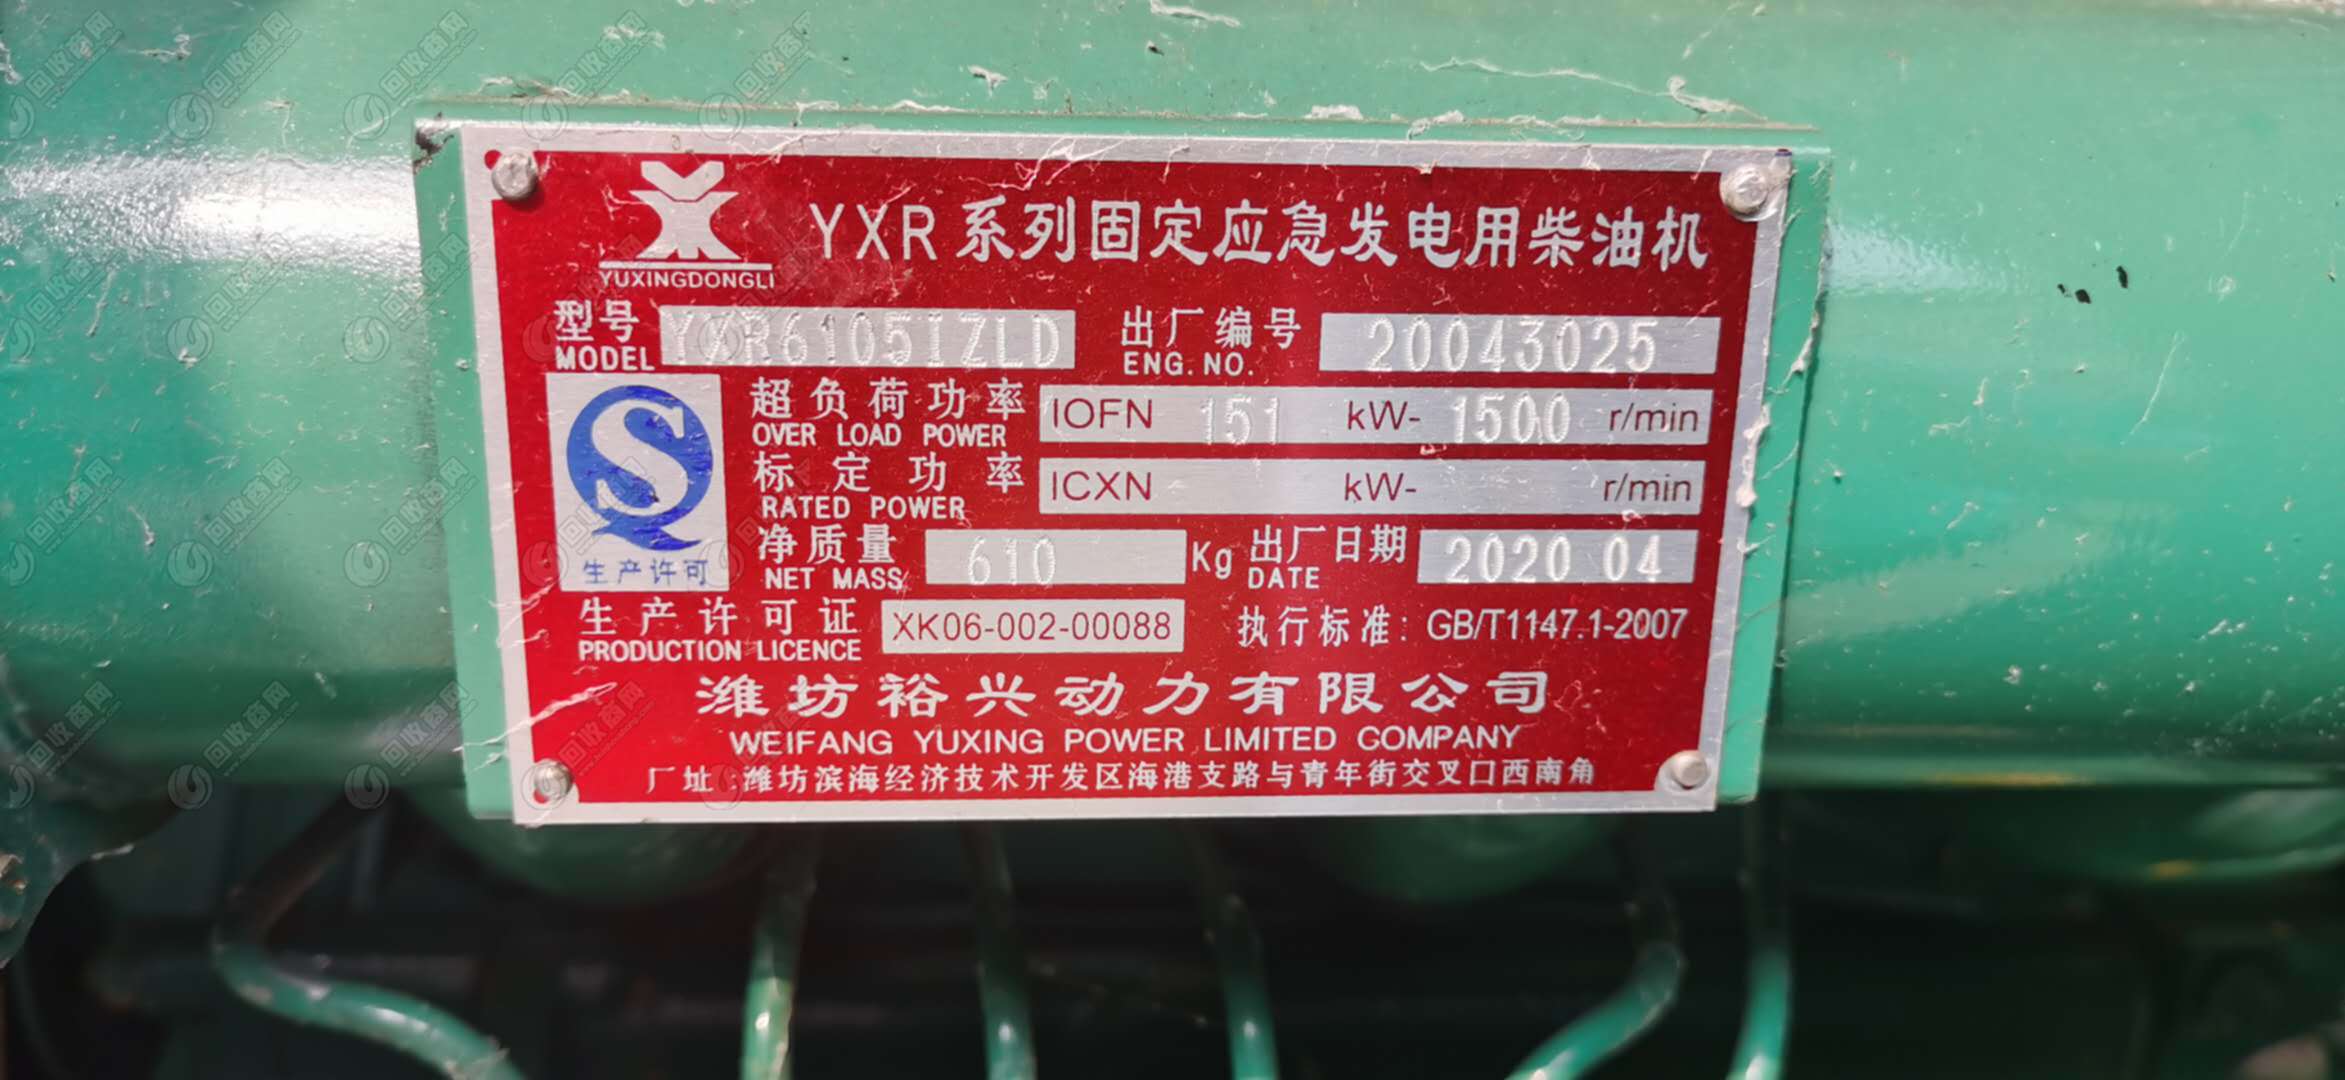 YXR系列固定应急发电用柴油机
YUXINGDONGLI
型号 YXR6105IZLD 出厂编号 20043025
MODEL ENG.NO.
超负荷功率 IOFN 151 kW- 1500 r/min
OVER LOAD POWER
标定功率 ICXN kW- r/min
RATED POWER
净质量 610 Kg 出厂日期 2020 04
NET MASS DATE
生产许可
生产许可证 XK06-002-00088 执行标准: GB/T1147.1-2007
PRODUCTION LICENCE
潍坊裕兴动力有限公司
WEIFANG YUXING POWER LIMITED COMPANY
厂址:潍坊滨海经济技术开发区海港支路与青年街交叉口西南角
回收商网